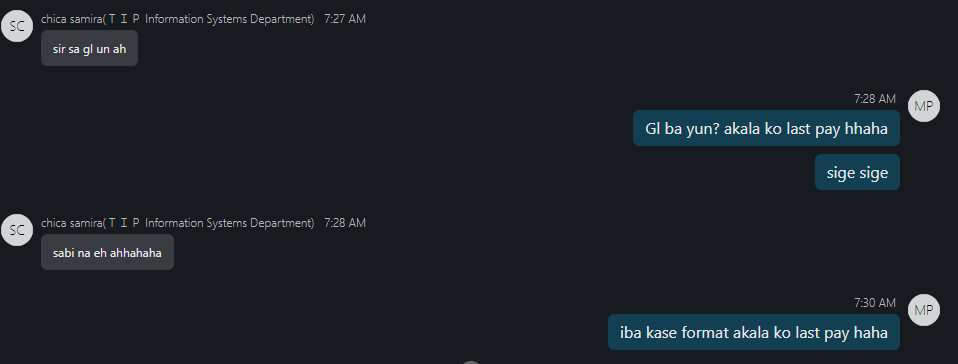 SC
chica samira( T I P Information Systems Department) 7:27 AM
sir sa gl un ah
7:28 AM
MP
Gl ba yun? akala ko last pay hhaha
sige sige
SC
chica samira( T I P Information Systems Department) 7:28 AM
sabi na eh ahhahaha
7:30 AM
MP
iba kase format akala ko last pay haha